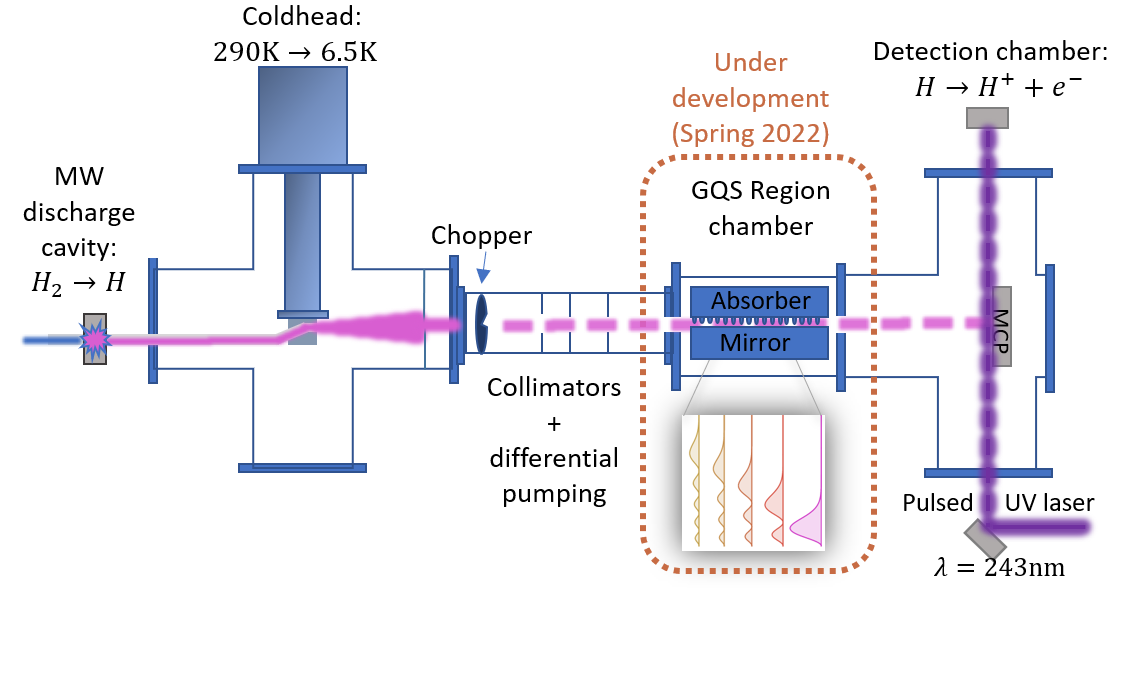 Coldhead:
290K → 6.5K
MW
discharge
cavity:
H₂ → H
Chopper
Collimators
+
differential
pumping
Under
development
(Spring 2022)
GQS Region
chamber
Absorber
Mirror
Detection chamber:
H → H⁺ + e⁻
MCP
Pulsed UV laser
λ = 243nm